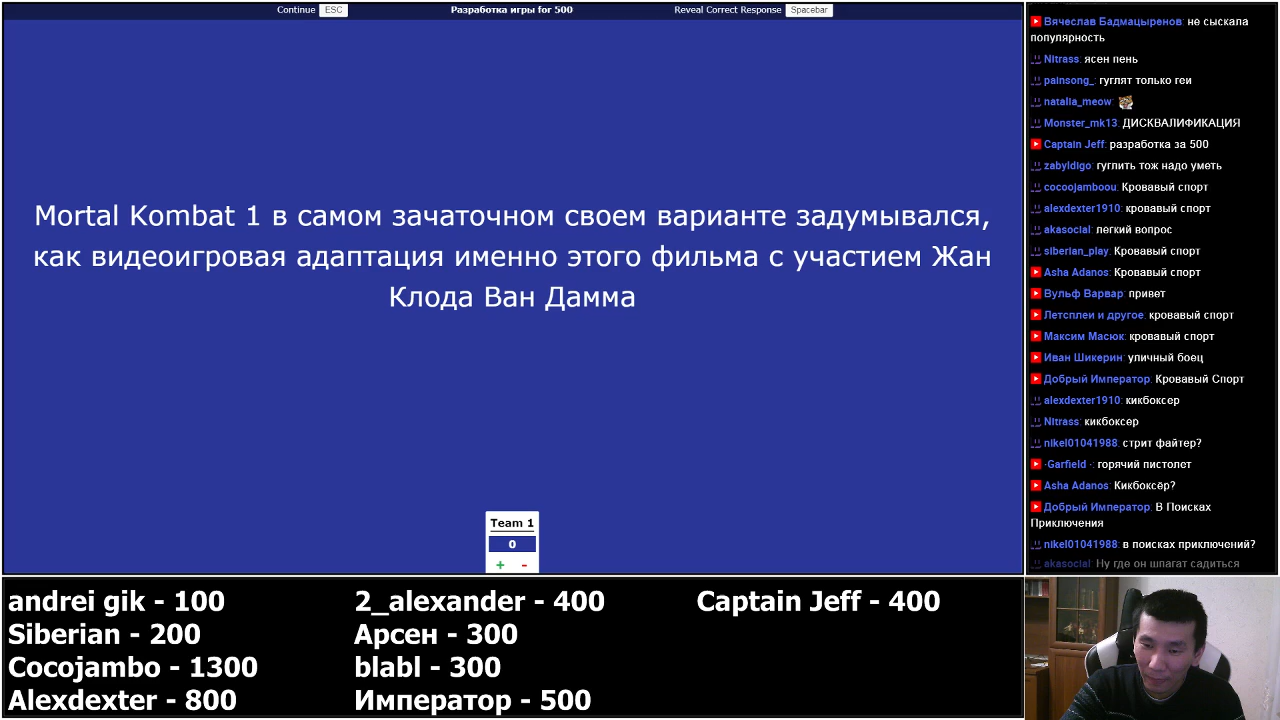 Continue ESC Разработка игры for 500 Reveal Correct Response Spacebar
Mortal Kombat 1 в самом зачаточном своем варианте задумывался,
как видеоигровая адаптация именно этого фильма с участием Жан
Клода Ван Дамма
Team 1
0
+ -
Вячеслав Бадмацыренов: не сыскала
популярность
Nitrass: ясен пень
painsong_: гуглят только геи
natalia_meow:
Monster_mk13: ДИСКВАЛИФИКАЦИЯ
Captain Jeff: разработка за 500
zabyldigo: гуглить тож надо уметь
cocoojamboou: Кровавый спорт
alexdexter1910: кровавый спорт
akasocial: легкий вопрос
siberian_play: Кровавый спорт
Asha Adanos: Кровавый спорт
Вульф Варвар: привет
Летсплеи и другое: кровавый спорт
Максим Масюк: кровавый спорт
Иван Шикерин: уличный боец
Добрый Император: Кровавый Спорт
alexdexter1910: кикбоксер
Nitrass: кикбоксер
nikel01041988: стрит файтер?
·Garfield ·: горячий пистолет
Asha Adanos: Кикбоксёр?
Добрый Император: В Поисках
Приключения
nikel01041988: в поисках приключений?
akasocial: Ну где он шпагат садиться
andrei gik - 100 2_alexander - 400 Captain Jeff - 400
Siberian - 200 Арсен - 300
Cocojambo - 1300 blabl - 300
Alexdexter - 800 Император - 500